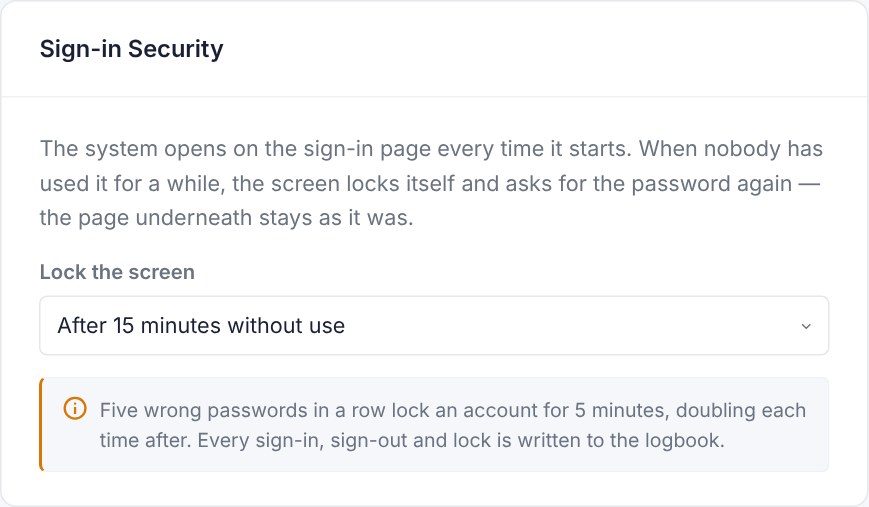 Sign-in Security
The system opens on the sign-in page every time it starts. When nobody has
used it for a while, the screen locks itself and asks for the password again —
the page underneath stays as it was.
Lock the screen
After 15 minutes without use
Five wrong passwords in a row lock an account for 5 minutes, doubling each
time after. Every sign-in, sign-out and lock is written to the logbook.